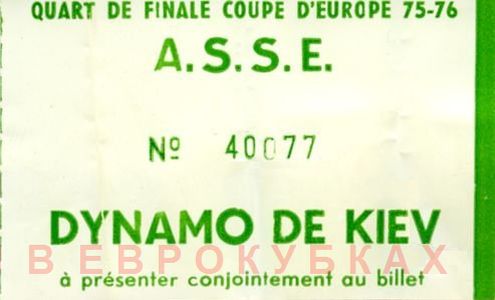 QUART DE FINALE COUPE D'EUROPE 75-76
A.S.S.E.
Nº 40077
DYNAMO DE KIEV
В ЕВРОКУБКАХ
à présenter conjointement au billet